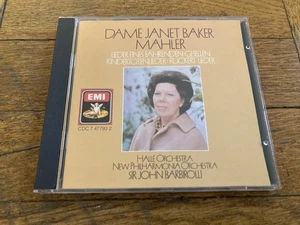 DAME JANET BAKER
MAHLER
LIEDER EINES FAHRENDEN GESELLEN
KINDERTOTENLIEDER · RÜCKERT LIEDER
EMI
CDC 7 47793 2
HALLÉ ORCHESTRA
NEW PHILHARMONIA ORCHESTRA
SIR JOHN BARBIROLLI